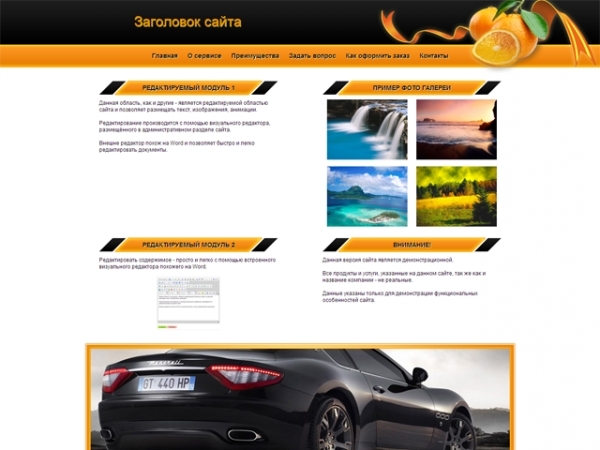 Заголовок сайта
Главная О сервисе Преимущества Задать вопрос Как оформить заказ Контакты
РЕДАКТИРУЕМЫЙ МОДУЛЬ 1
Данная область, как и другие - является редактируемой областью
сайта и позволяет размещать текст, изображения, анимации.
Редактирование производится с помощью визуального редактора,
размещённого в административном разделе сайта.
Внешне редактор похож на Word и позволяет быстро и легко
редактировать документы.
ПРИМЕР ФОТО ГАЛЕРЕИ
РЕДАКТИРУЕМЫЙ МОДУЛЬ 2
Редактировать содержимое - просто и легко с помощью встроенного
визуального редактора похожего на Word.
ВНИМАНИЕ!
Данная версия сайта является демонстрационной.
Все продукты и услуги, указанные на данном сайте, так же как и
название компании - не реальные.
Данные указаны только для демонстрации функциональных
особенностей сайта.
GT 440 HP